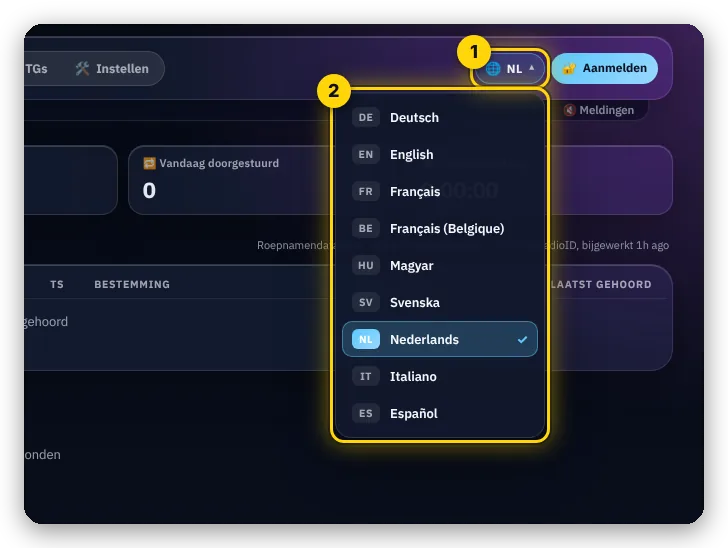 TGs
🛠️ Instellen
1
🌐 NL ▲
🔐 Aanmelden
2
🔇 Meldingen
DE Deutsch
EN English
FR Français
BE Français (Belgique)
HU Magyar
SV Svenska
NL Nederlands ✓
IT Italiano
ES Español
🔁 Vandaag doorgestuurd
0
00:00
bijgewerkt 1h ago
TS
BESTEMMING
LAATST GEHOORD
gehoord
onden